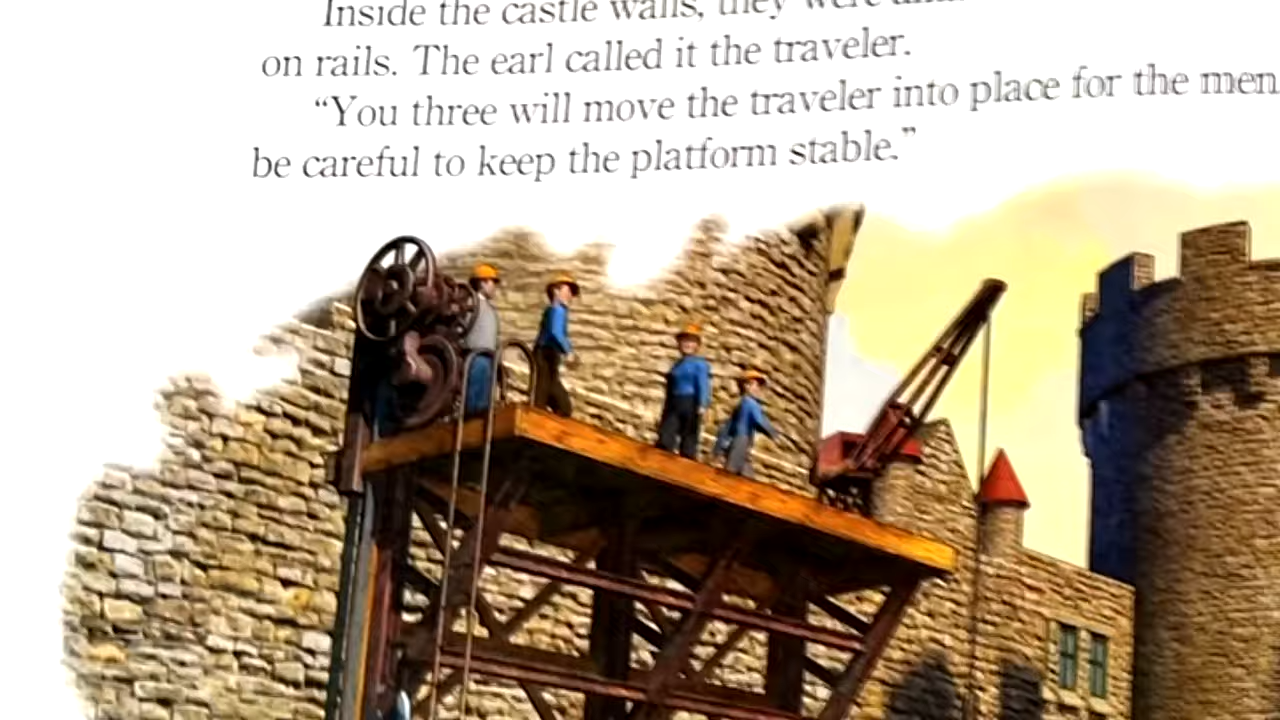 Inside the castle walls, they were
on rails. The earl called it the traveler.
“You three will move the traveler into place for the men
be careful to keep the platform stable.”